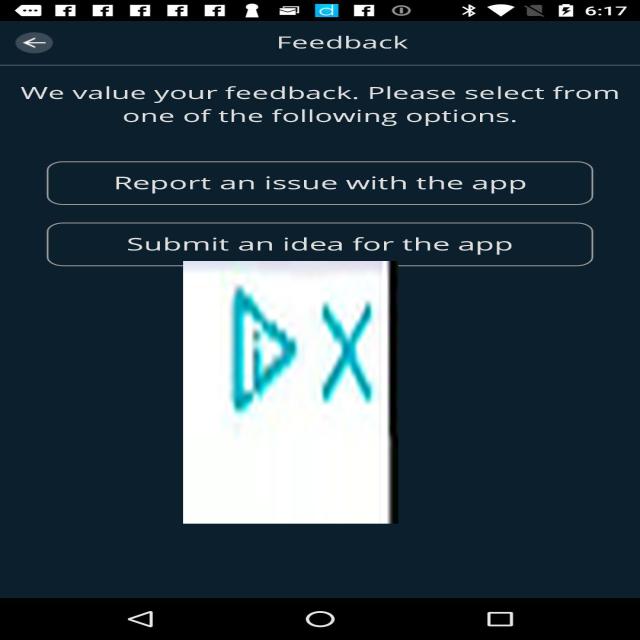 6:17
Feedback
We value your feedback. Please select from
one of the following options.
Report an issue with the app
Submit an idea for the app